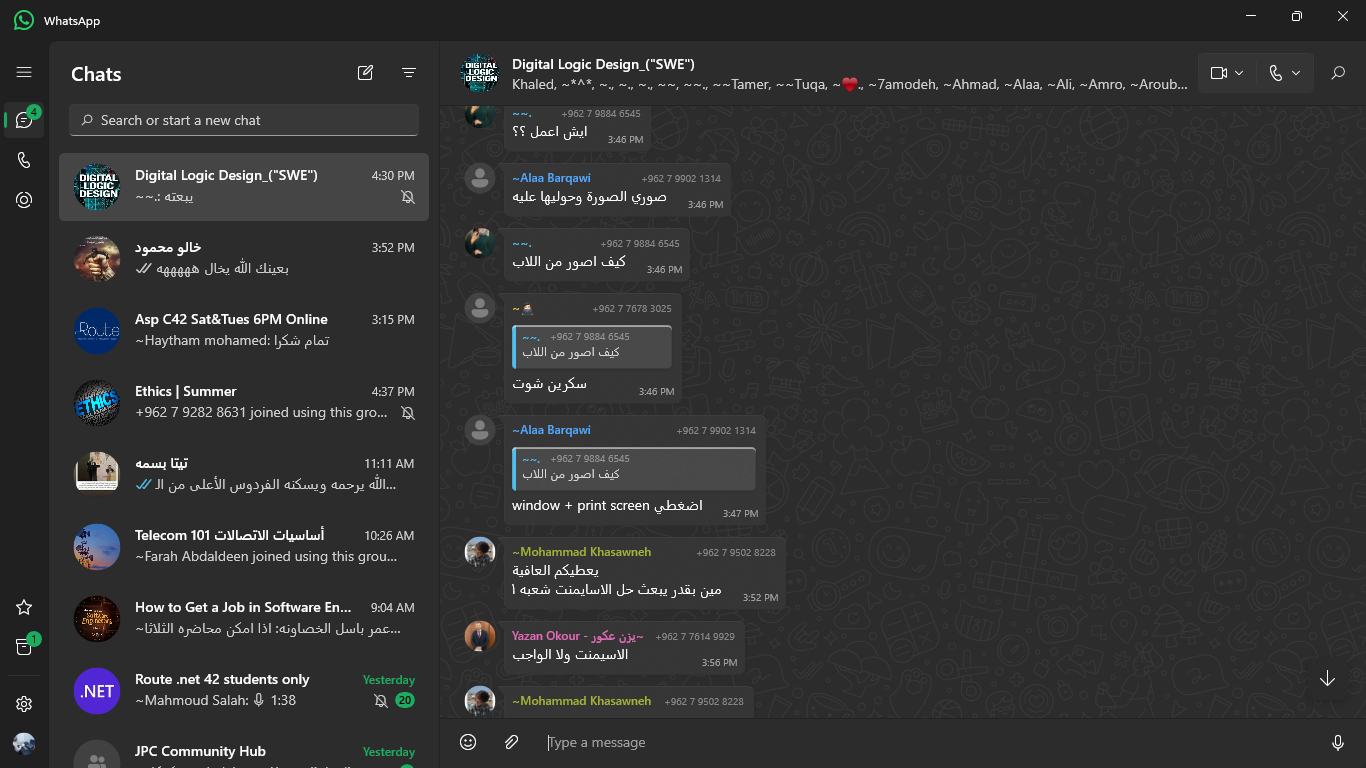 WhatsApp
Chats
Search or start a new chat
4
1
DIGITAL
LOGIC
DESIGN
Digital Logic Design_("SWE")
4:30 PM
~~.: يبعته
خالو محمود
3:52 PM
بعينك الله يخال هههههه
Route
Asp C42 Sat&Tues 6PM Online
3:15 PM
~Haytham mohamed: تمام شكرا
ETHICS
Ethics | Summer
4:37 PM
+962 7 9282 8631 joined using this gro...
تيتا بسمه
11:11 AM
الله يرحمه ويسكنه الفردوس الأعلى من الـ...
Telecom 101 أساسيات الاتصالات
10:26 AM
~Farah Abdaldeen joined using this grou...
How to Get a Job in Software En...
9:04 AM
~عمر باسل الخصاونه: اذا امكن محاضره الثلاثا...
.NET
Route .net 42 students only
Yesterday
~Mahmoud Salah: 1:38
20
JPC Community Hub
Yesterday
DIGITAL
LOGIC
DESIGN
Digital Logic Design_("SWE")
Khaled, ~*^*, ~., ~., ~., ~~, ~~., ~~Tamer, ~~Tuqa, ~❤., ~7amodeh, ~Ahmad, ~Alaa, ~Ali, ~Amro, ~Aroub...
~~. +962 7 9884 6545
ايش اعمل ؟؟
3:46 PM
~Alaa Barqawi +962 7 9902 1314
صوري الصورة وحوليها عليه
3:46 PM
~~. +962 7 9884 6545
كيف اصور من اللاب
3:46 PM
~ +962 7 7678 3025
~~. +962 7 9884 6545
كيف اصور من اللاب
سكرين شوت
3:46 PM
~Alaa Barqawi +962 7 9902 1314
~~. +962 7 9884 6545
كيف اصور من اللاب
اضغطي window + print screen
3:47 PM
~Mohammad Khasawneh +962 7 9502 8228
يعطيكم العافية
مين بقدر يبعث حل الاسايمنت شعبه ١
3:52 PM
~يزن عكور - Yazan Okour +962 7 7614 9929
الاسيمنت ولا الواجب
3:56 PM
~Mohammad Khasawneh +962 7 9502 8228
Type a message